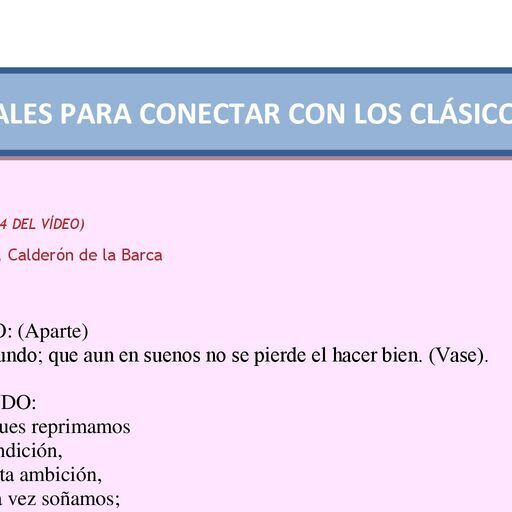 ALES PARA CONECTAR CON LOS CLÁSICO
4 DEL VÍDEO)
. Calderón de la Barca
O: (Aparte)
undo; que aun en suenos no se pierde el hacer bien. (Vase).
NDO:
ues reprimamos
ndición,
ta ambición,
a vez soñamos;